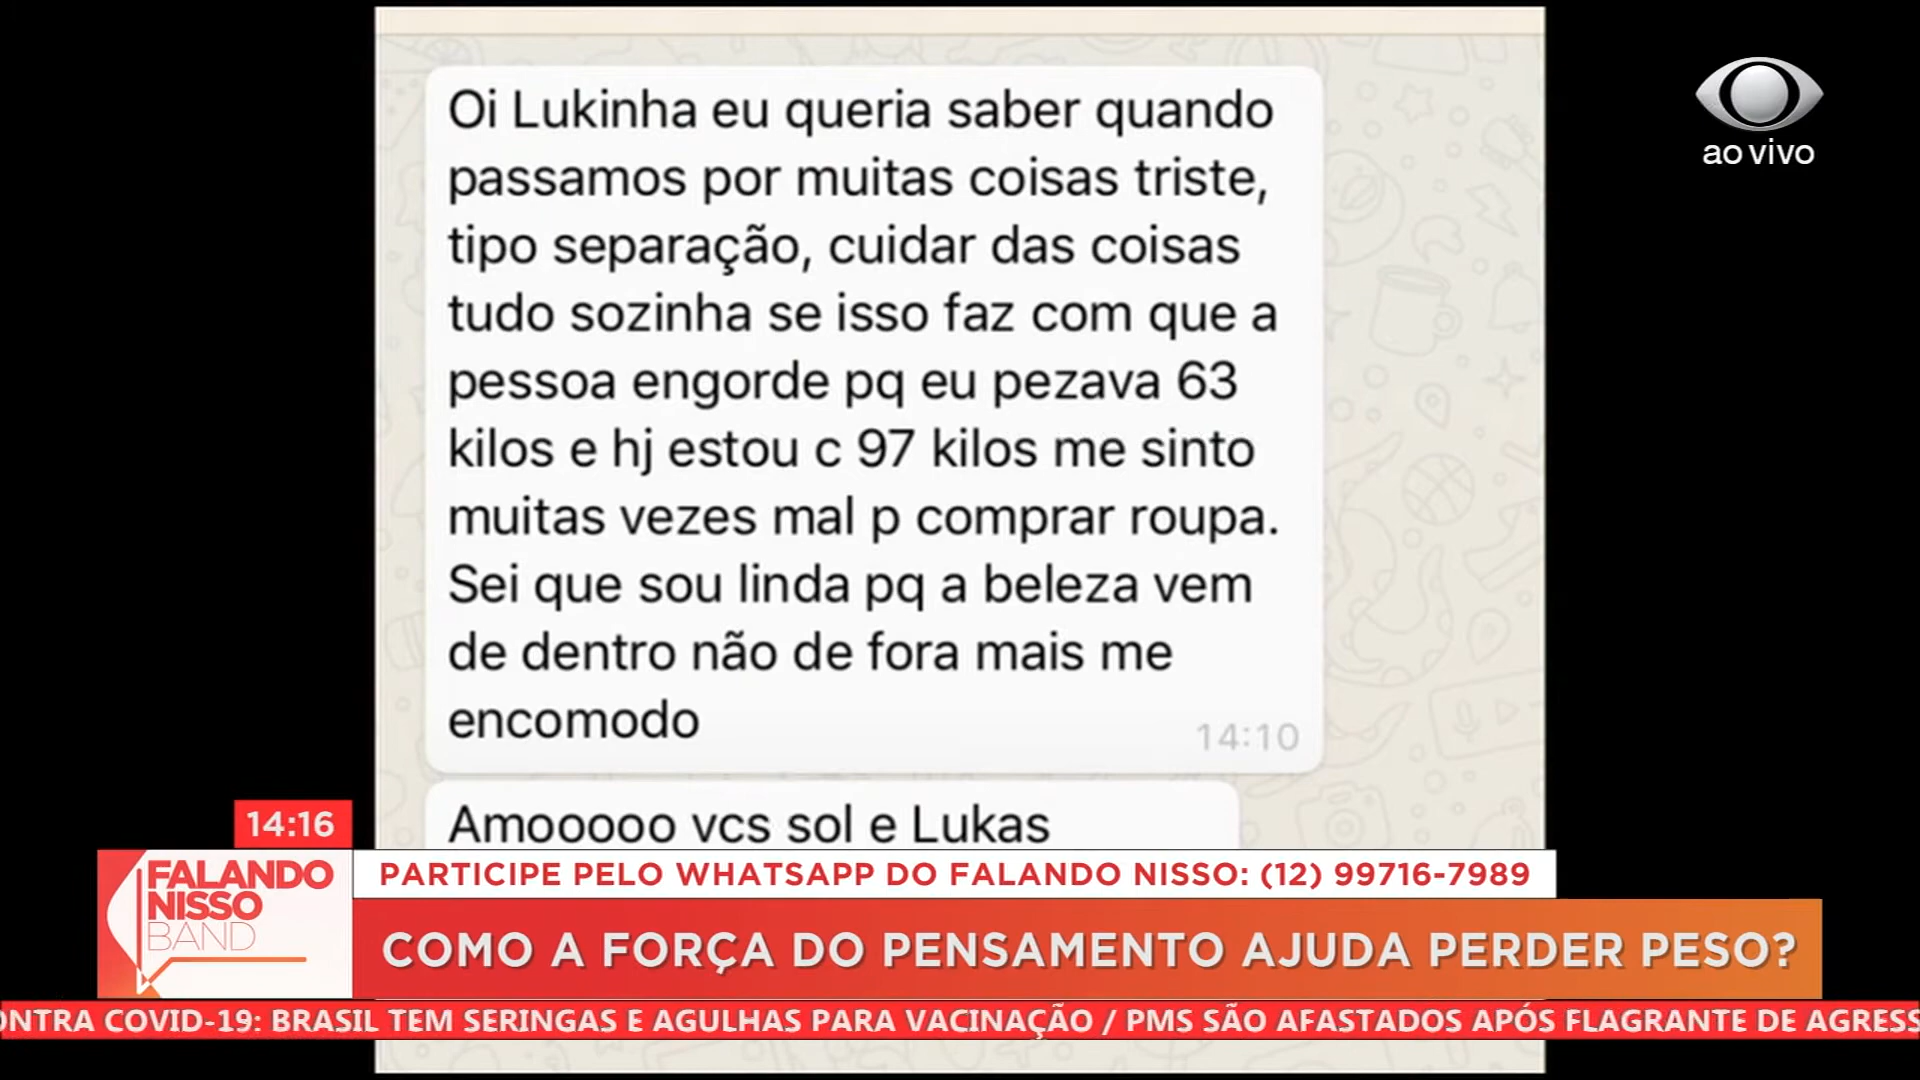 Oi Lukinha eu queria saber quando
passamos por muitas coisas triste,
tipo separação, cuidar das coisas
tudo sozinha se isso faz com que a
pessoa engorde pq eu pezava 63
kilos e hj estou c 97 kilos me sinto
muitas vezes mal p comprar roupa.
Sei que sou linda pq a beleza vem
de dentro não de fora mais me
encomodo
14:10
Amooooo vcs sol e Lukas
ao vivo
14:16
FALANDO
NISSO
BAND
PARTICIPE PELO WHATSAPP DO FALANDO NISSO: (12) 99716-7989
COMO A FORÇA DO PENSAMENTO AJUDA PERDER PESO?
ONTRA COVID-19: BRASIL TEM SERINGAS E AGULHAS PARA VACINAÇÃO / PMS SÃO AFASTADOS APÓS FLAGRANTE DE AGRESS